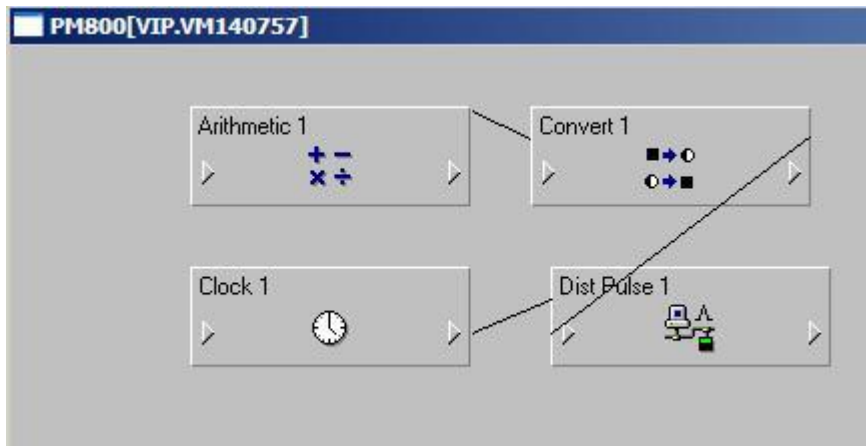 PM800[VIP.VM140757]
Arithmetic 1
Convert 1
Clock 1
Dist Pulse 1